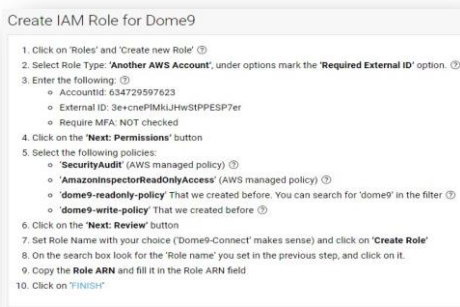 Create IAM Role for Dome9
1. Click on 'Roles' and 'Create new Role' ?
2. Select Role Type: 'Another AWS Account', under options mark the 'Required External ID' option. ?
3. Enter the following: ?
AccountId: 634729597623
External ID: 3e+cnePlMkiJHwStPPESP7er
Require MFA: NOT checked
4. Click on the 'Next: Permissions' button
5. Select the following policies:
'SecurityAudit' (AWS managed policy) ?
'AmazonInspectorReadOnlyAccess' (AWS managed policy) ?
'dome9-readonly-policy' That we created before. You can search for 'dome9' in the filter ?
'dome9-write-policy' That we created before ?
6. Click on the 'Next: Review' button
7. Set Role Name with your choice ('Dome9-Connect' makes sense) and click on 'Create Role'
8. On the search box look for the 'Role name' you set in the previous step, and click on it.
9. Copy the Role ARN and fill it in the Role ARN field
10. Click on 'FINISH'